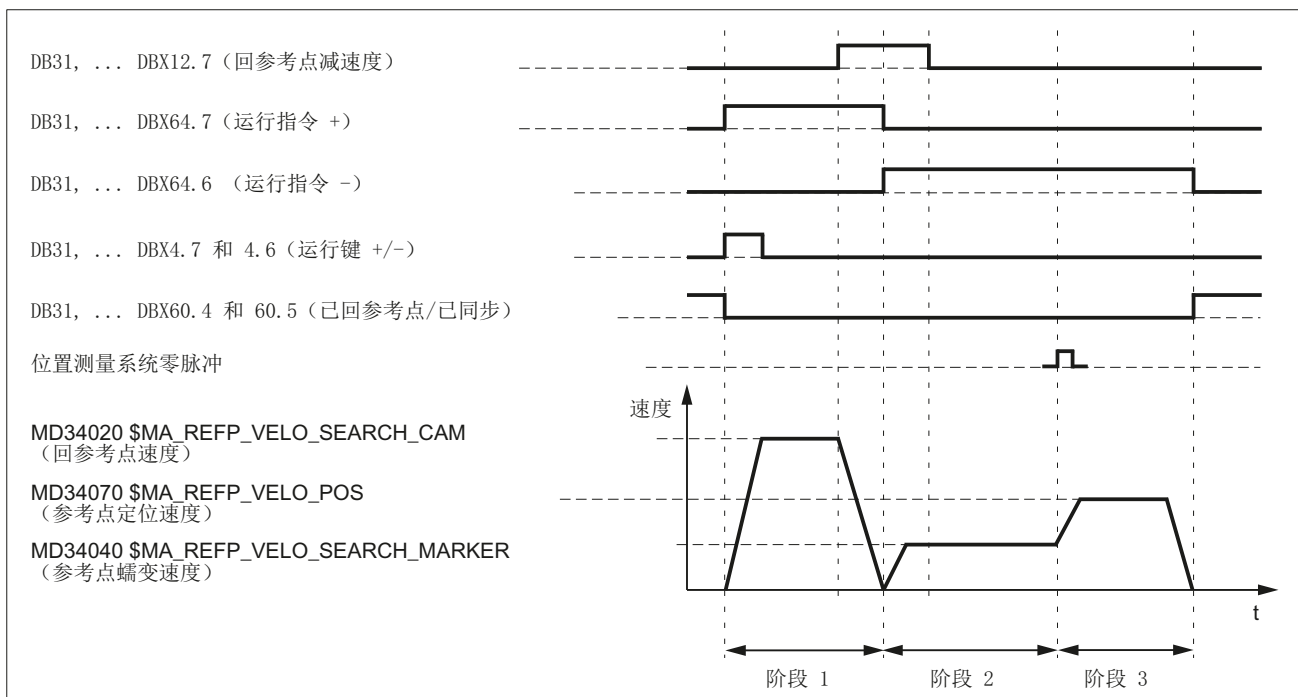 DB31, ... DBX12.7（回参考点减速度）
DB31, ... DBX64.7（运行指令 +）
DB31, ... DBX64.6 （运行指令 -）
DB31, ... DBX4.7 和 4.6（运行键 +/-）
DB31, ... DBX60.4 和 60.5（已回参考点/已同步）
位置测量系统零脉冲
速度
MD34020 $MA_REFP_VELO_SEARCH_CAM
（回参考点速度）
MD34070 $MA_REFP_VELO_POS
（参考点定位速度）
MD34040 $MA_REFP_VELO_SEARCH_MARKER
（参考点蠕变速度）
t
阶段 1
阶段 2
阶段 3